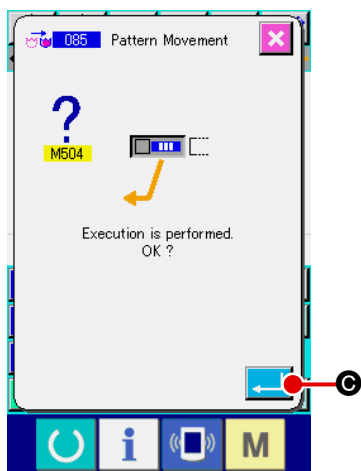 085 Pattern Movement
?
M504
Execution is performed.
OK ?
C
i
M